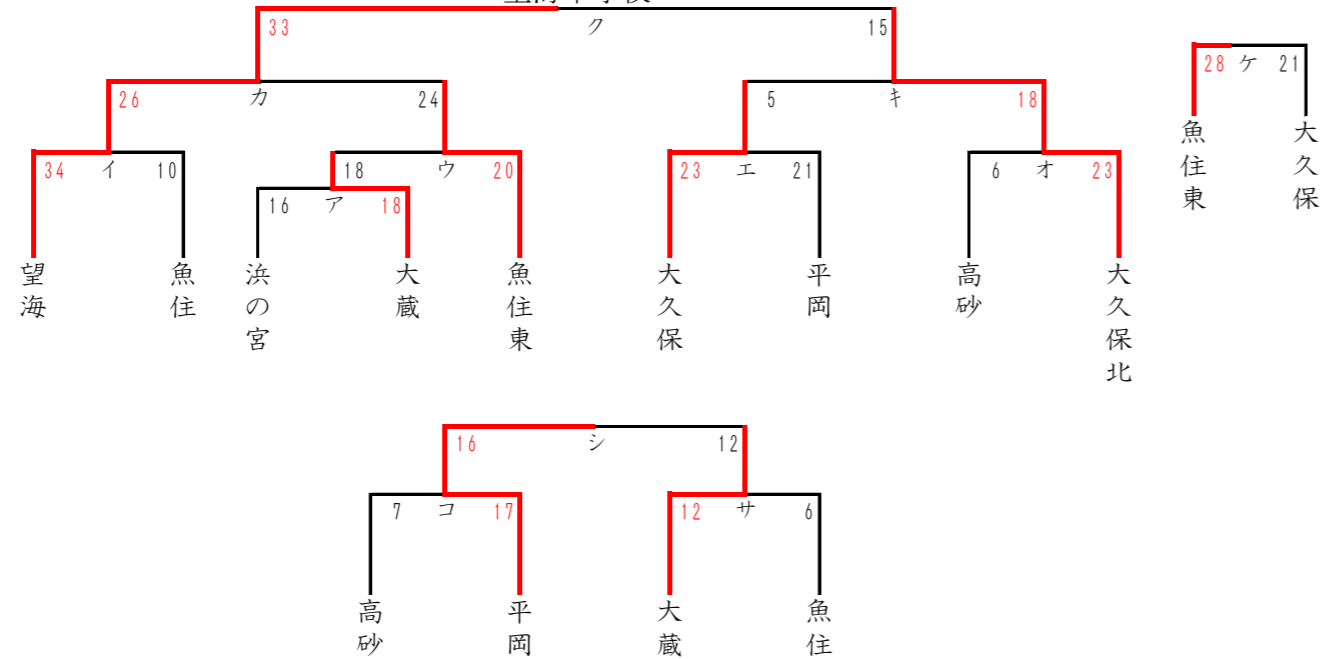 33 ク 15
28 ケ 21
26 カ 24
5 キ 18
魚住東
大久保
34 イ 10
18 ウ 20
23 エ 21
6 オ 23
16 ア 18
望海
魚住
浜の宮
大蔵
魚住東
大久保
平岡
高砂
大久保北
16 シ 12
7 コ 17
12 サ 6
高砂
平岡
大蔵
魚住